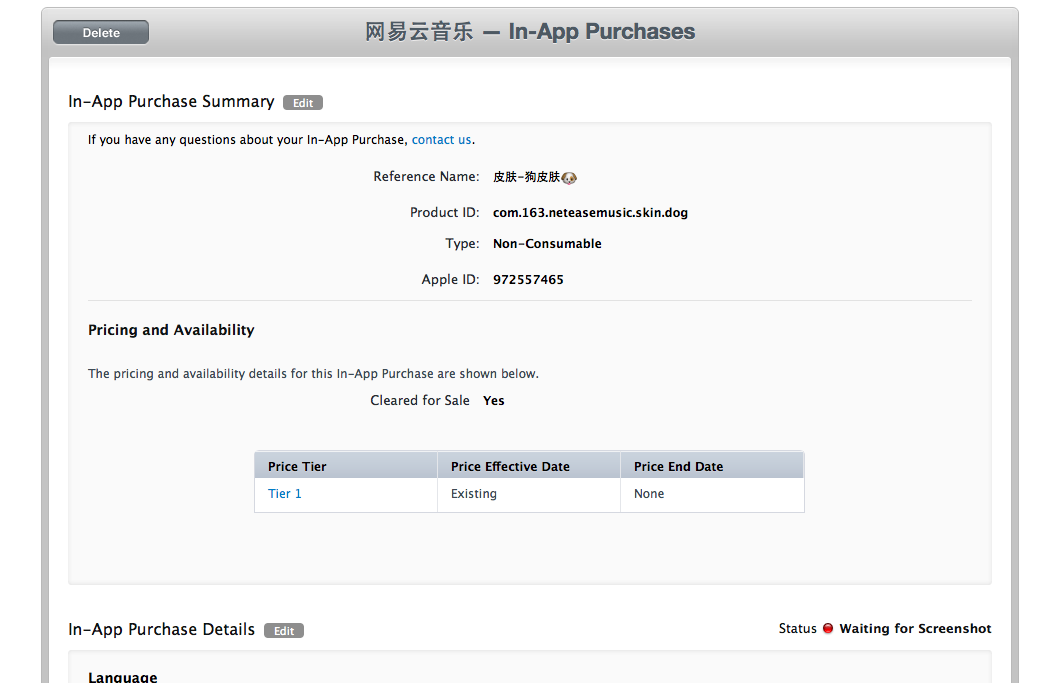 Delete
网易云音乐 — In-App Purchases
In-App Purchase Summary Edit
If you have any questions about your In-App Purchase, contact us.
Reference Name: 皮肤-狗皮肤🐶
Product ID: com.163.neteasemusic.skin.dog
Type: Non-Consumable
Apple ID: 972557465
Pricing and Availability
The pricing and availability details for this In-App Purchase are shown below.
Cleared for Sale Yes
Price Tier Price Effective Date Price End Date
Tier 1 Existing None
In-App Purchase Details Edit Status Waiting for Screenshot
Language